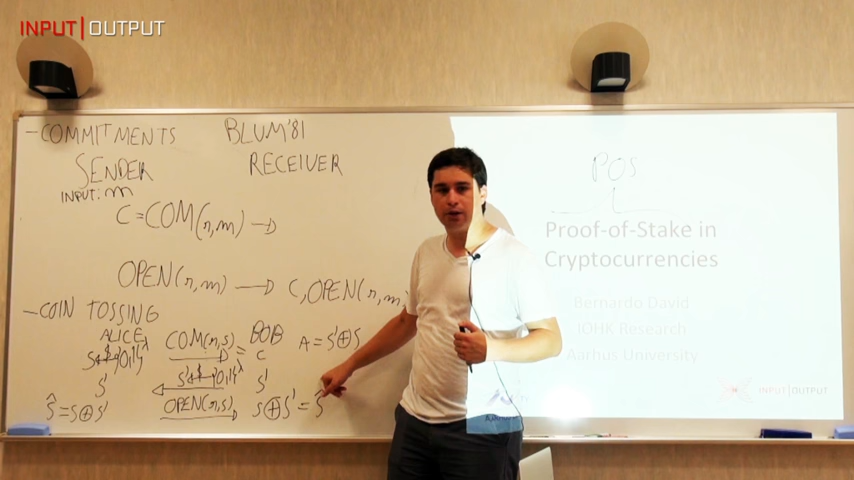 INPUT|OUTPUT
- COMMITMENTS BLUM'81
SENDER RECEIVER
INPUT: m
C = COM(r,m) →
OPEN(r,m) → C, OPEN(r,m)
- COIN TOSSING
ALICE COM(r,s) = BOB A = S'⊕S
C
S' S'
Ŝ = S⊕S' OPEN(r,s) S⊕S' = Ŝ
POS
Proof-of-Stake in
Cryptocurrencies
Bernardo David
IOHK Research
Aarhus University
INPUT|OUTPUT